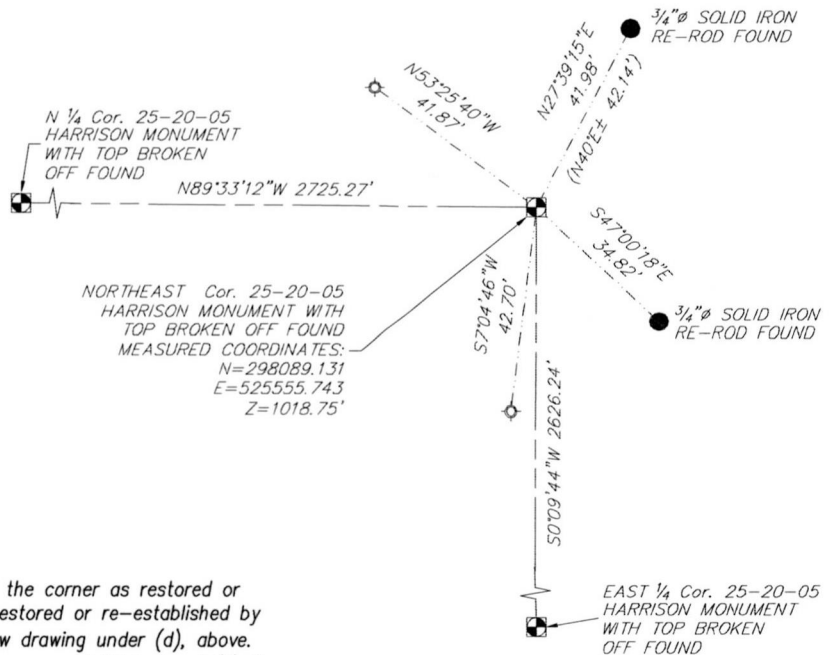 3/4"ø SOLID IRON
RE-ROD FOUND
N27°39'15"E
41.98'
(N40°E± 42.14')
N53°25'40"W
41.87'
N 1/4 Cor. 25-20-05
HARRISON MONUMENT
WITH TOP BROKEN
OFF FOUND
N89°33'12"W 2725.27'
S47°00'18"E
34.82'
3/4"ø SOLID IRON
RE-ROD FOUND
NORTHEAST Cor. 25-20-05
HARRISON MONUMENT WITH
TOP BROKEN OFF FOUND
MEASURED COORDINATES:
N=298089.131
E=525555.743
Z=1018.75'
S7°04'46"W
42.70'
S0°09'44"W 2626.24'
EAST 1/4 Cor. 25-20-05
HARRISON MONUMENT
WITH TOP BROKEN
OFF FOUND
the corner as restored or
estored or re-established by
w drawing under (d), above.